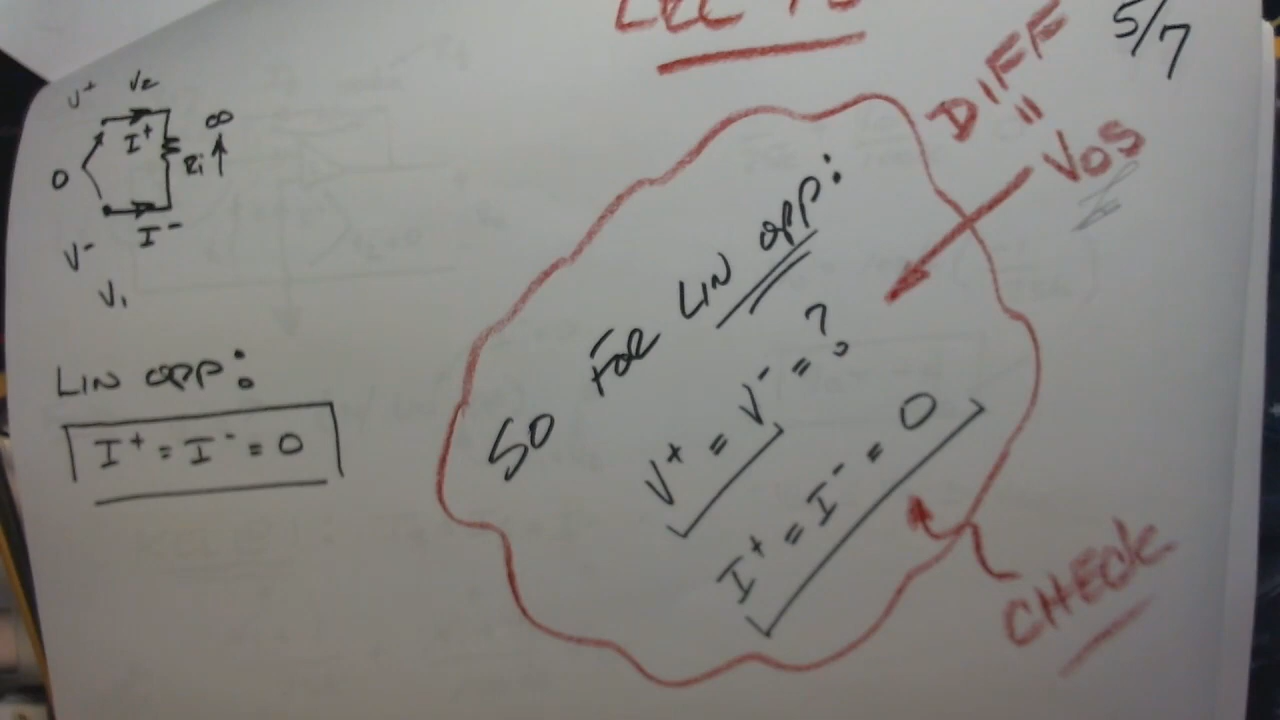 5/7
V⁺ V2
I⁺
Ri ∞
0
I⁻
V⁻
V1
LIN OPP:
I⁺ = I⁻ = 0
DIFF
=
VOS
SO FOR LIN OPP:
V⁺ = V⁻ = ?
I⁺ = I⁻ = 0
CHECK